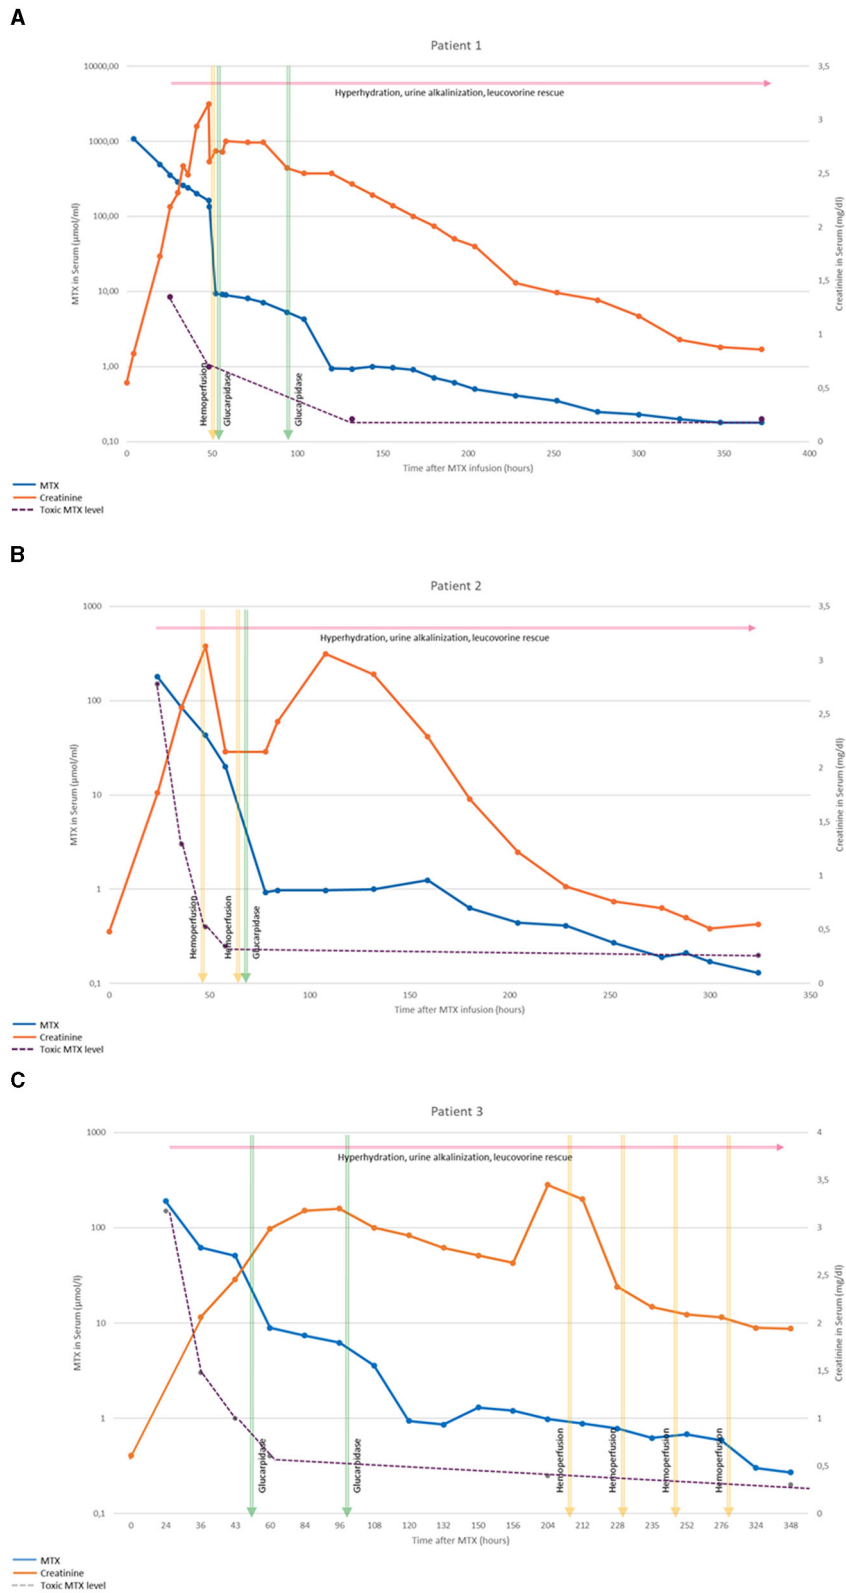 A
Patient 1
10000,00
1000,00
100,00
10,00
1,00
0,10
MTX in Serum (µmol/ml)
3,5
3
2,5
2
1,5
1
0,5
0
Creatinine in Serum (mg/dl)
Hyperhydration, urine alkalinization, leucovorine rescue
Hemoperfusion
Glucarpidase
Glucarpidase
0 50 100 150 200 250 300 350 400
Time after MTX infusion (hours)
MTX
Creatinine
Toxic MTX level
B
Patient 2
1000
100
10
1
0,1
MTX in Serum (µmol/ml)
3,5
3
2,5
2
1,5
1
0,5
0
Creatinine in Serum (mg/dl)
Hyperhydration, urine alkalinization, leucovorine rescue
Hemoperfusion
Hemoperfusion
Glucarpidase
0 50 100 150 200 250 300 350
Time after MTX infusion (hours)
MTX
Creatinine
Toxic MTX level
C
Patient 3
1000
100
10
1
0,1
MTX in Serum (µmol/l)
4
3,5
3
2,5
2
1,5
1
0,5
0
Creatinine in Serum (mg/dl)
Hyperhydration, urine alkalinization, leucovorine rescue
Glucarpidase
Glucarpidase
Hemoperfusion
Hemoperfusion
Hemoperfusion
Hemoperfusion
0 24 36 43 60 84 96 108 120 132 150 156 204 212 228 235 252 276 324 348
Time after MTX (hours)
MTX
Creatinine
Toxic MTX level